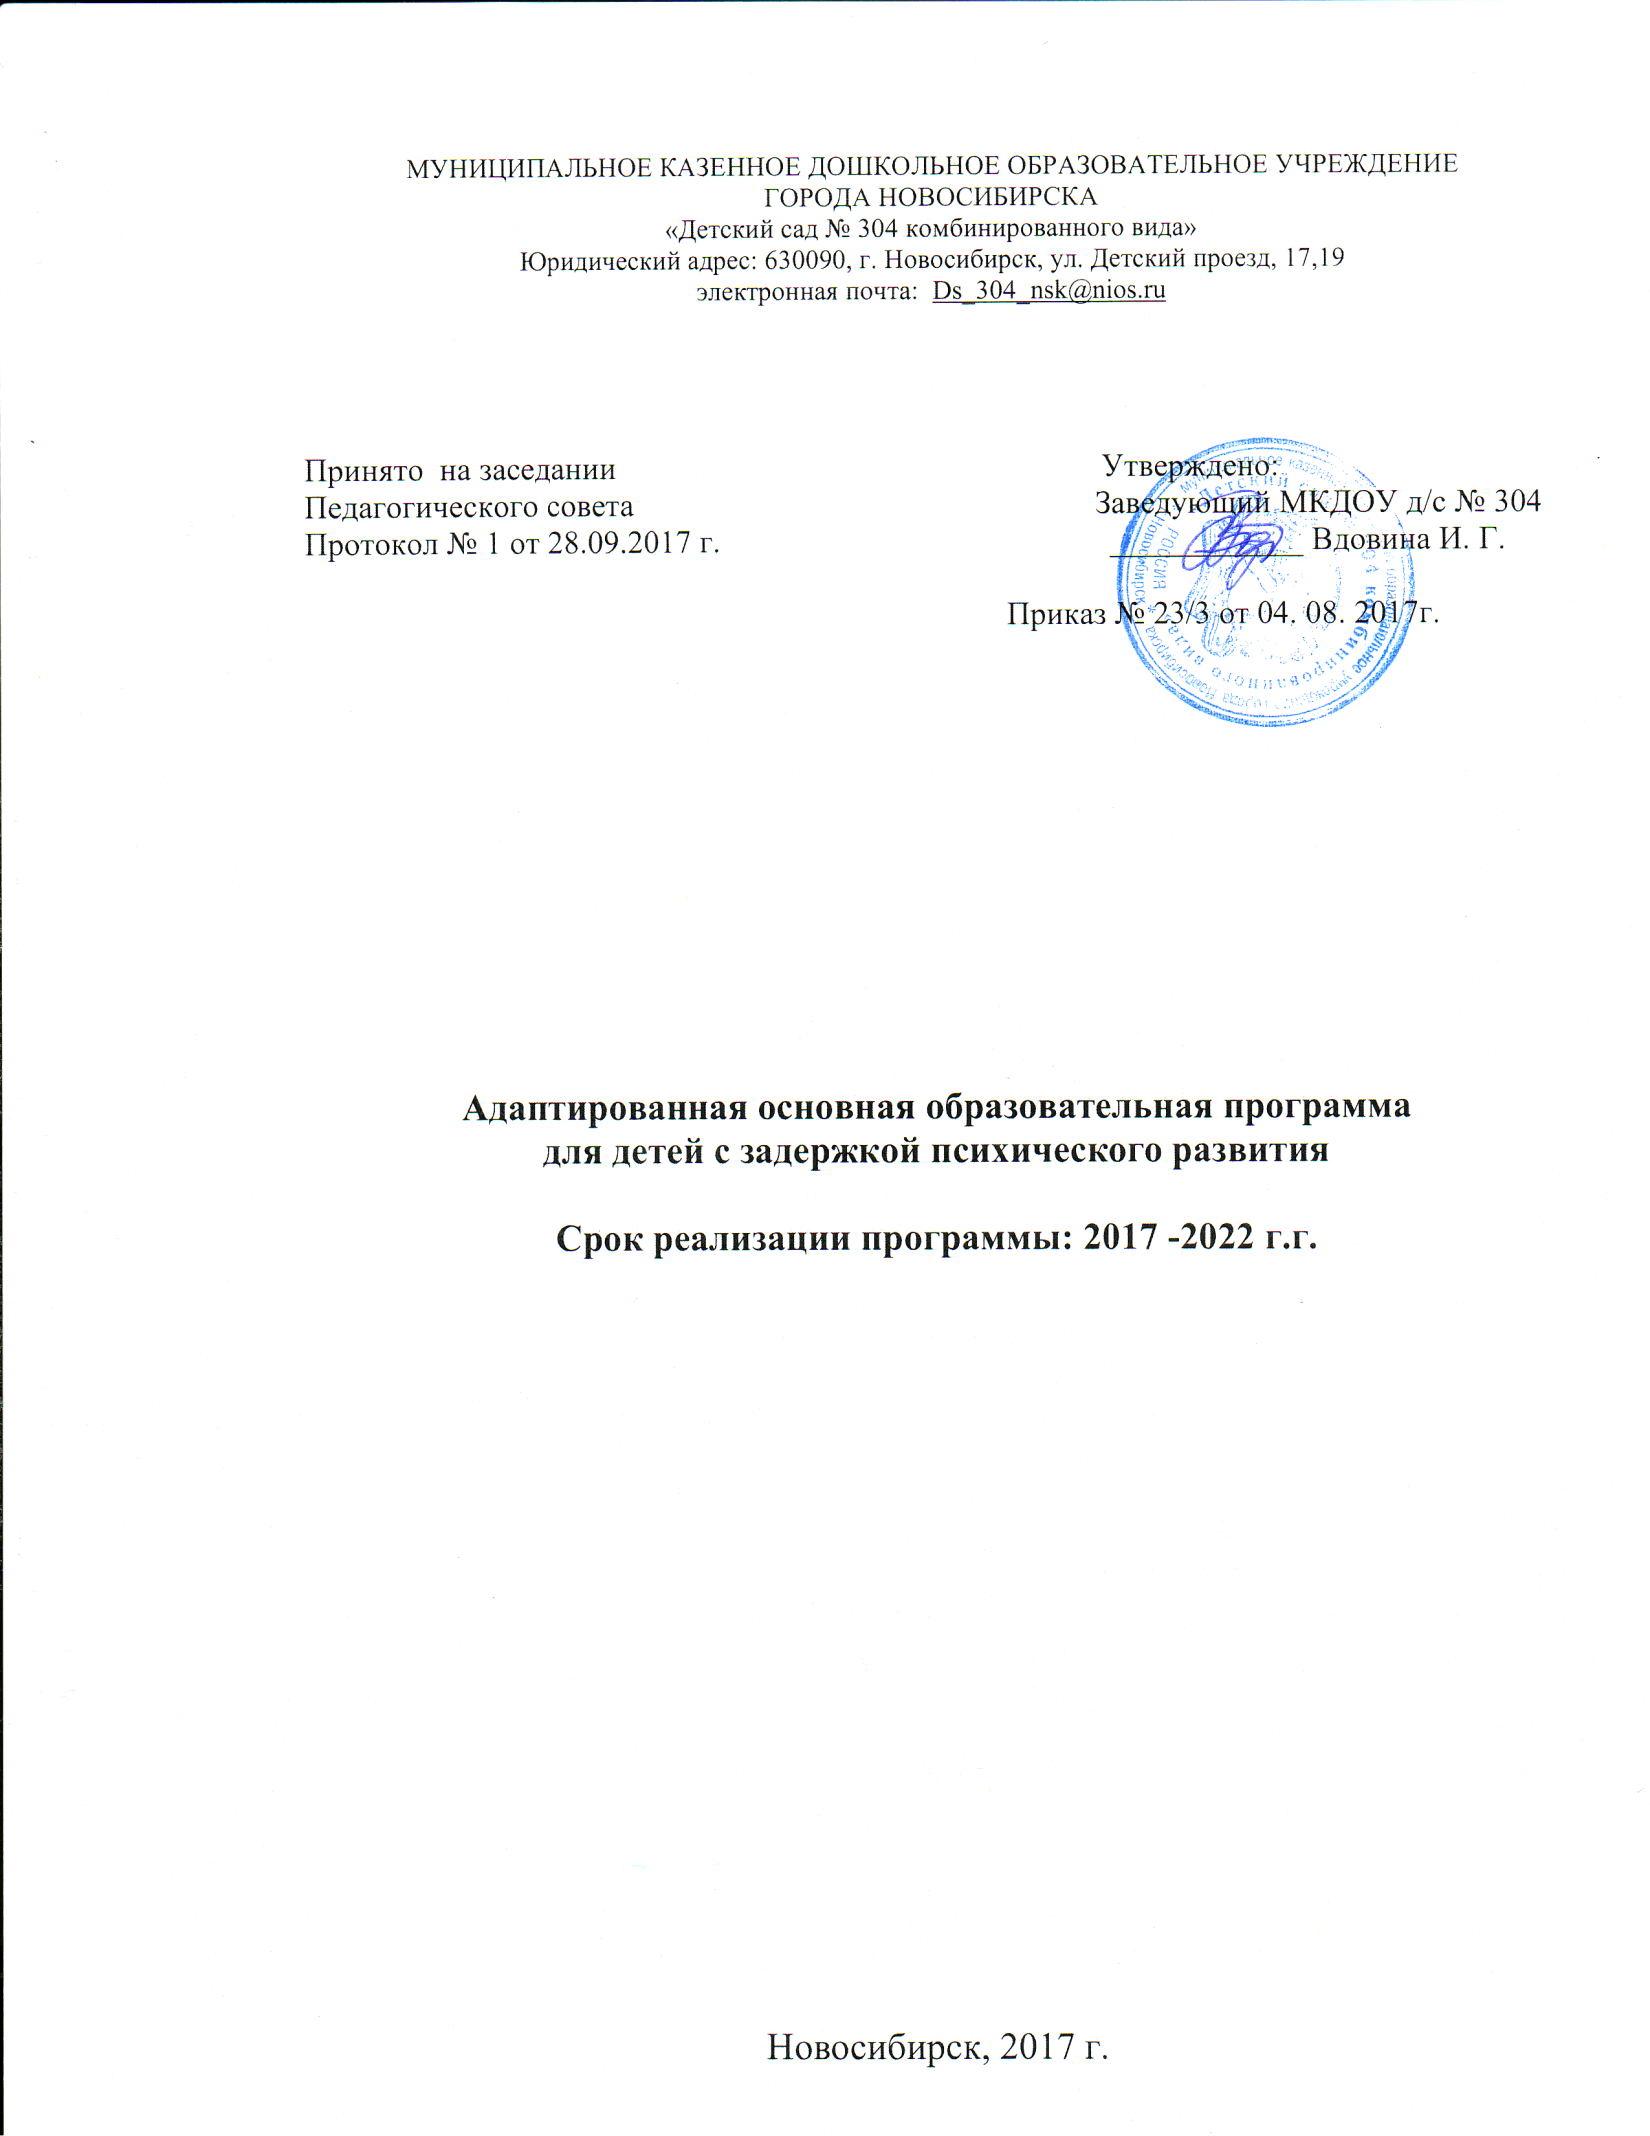 МУНИЦИПАЛЬНОЕ КАЗЕННОЕ ДОШКОЛЬНОЕ ОБРАЗОВАТЕЛЬНОЕ УЧРЕЖДЕНИЕ
ГОРОДА НОВОСИБИРСКА
«Детский сад № 304 комбинированного вида»
Юридический адрес: 630090, г. Новосибирск, ул. Детский проезд, 17,19
электронная почта: Ds_304_nsk@nios.ru
Принято на заседании
Педагогического совета
Протокол № 1 от 28.09.2017 г.
Утверждено:
Заведующий МКДОУ д/с № 304
____________ Вдовина И. Г.
Приказ № 23/3 от 04. 08. 2017г.
Адаптированная основная образовательная программа
для детей с задержкой психического развития
Срок реализации программы: 2017 -2022 г.г.
Новосибирск, 2017 г.